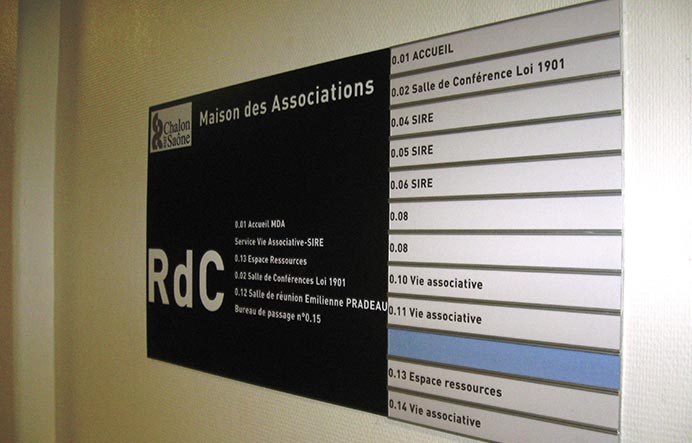 Chalon
sur
Saône
Maison des Associations
RdC
0.01 Accueil MDA
Service Vie Associative-SIRE
0.13 Espace Ressources
0.02 Salle de Conférences Loi 1901
0.12 Salle de réunion Emilienne PRADEAU
Bureau de passage n°0.15
0.01 ACCUEIL
0.02 Salle de Conférence Loi 1901
0.04 SIRE
0.05 SIRE
0.06 SIRE
0.08
0.08
0.10 Vie associative
0.11 Vie associative
0.13 Espace ressources
0.14 Vie associative